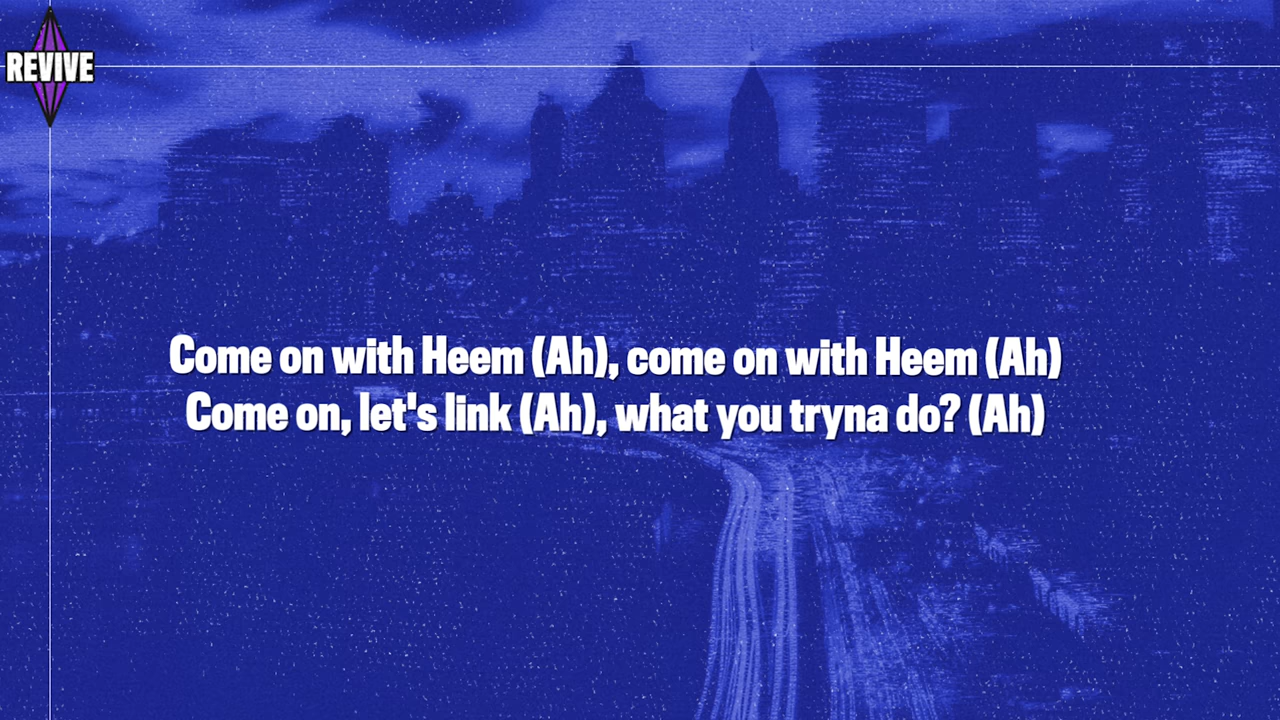 REVIVE
Come on with Heem (Ah), come on with Heem (Ah)
Come on, let's link (Ah), what you tryna do? (Ah)